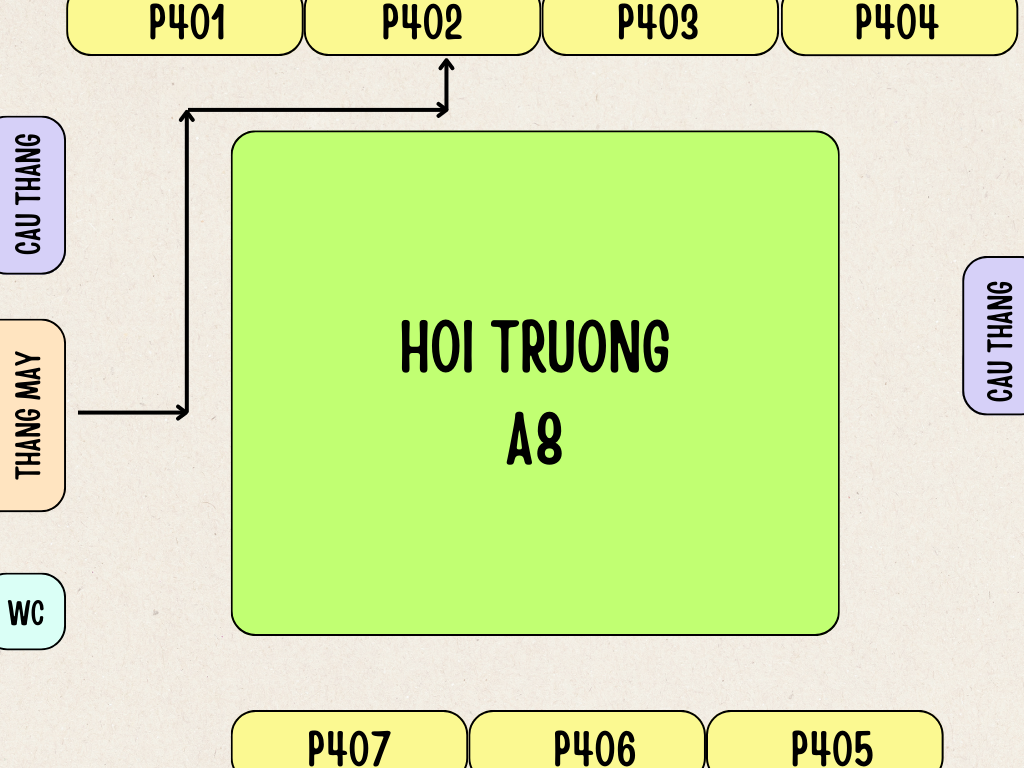 P401
P402
P403
P404
CAU THANG
THANG MAY
WC
HOI TRUONG
A8
CAU THANG
P407
P406
P405